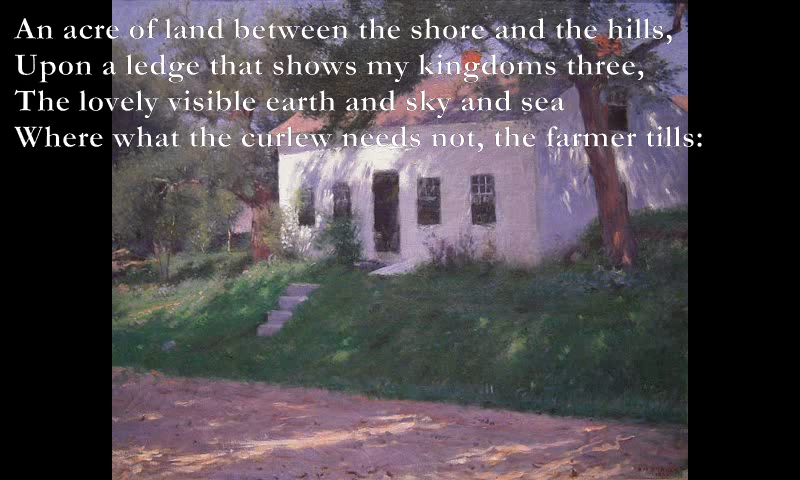 An acre of land between the shore and the hills,
Upon a ledge that shows my kingdoms three,
The lovely visible earth and sky and sea
Where what the curlew needs not, the farmer tills: